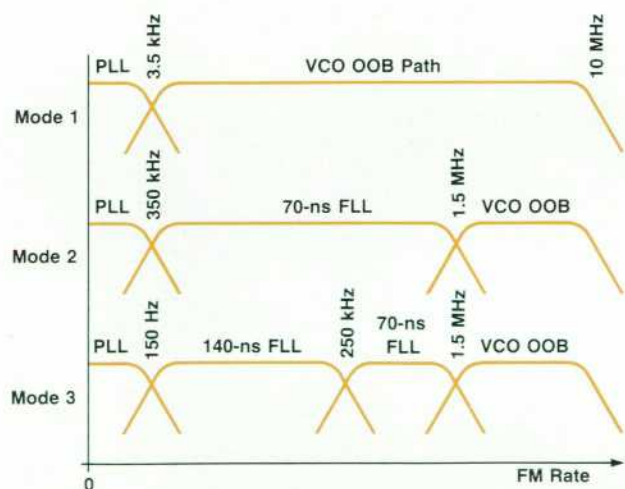 PLL
3.5 kHz
VCO OOB Path
10 MHz
Mode 1
PLL
350 kHz
70-ns FLL
1.5 MHz
VCO OOB
Mode 2
PLL
150 Hz
140-ns FLL
250 kHz
70-ns
FLL
1.5 MHz
VCO OOB
Mode 3
0
FM Rate